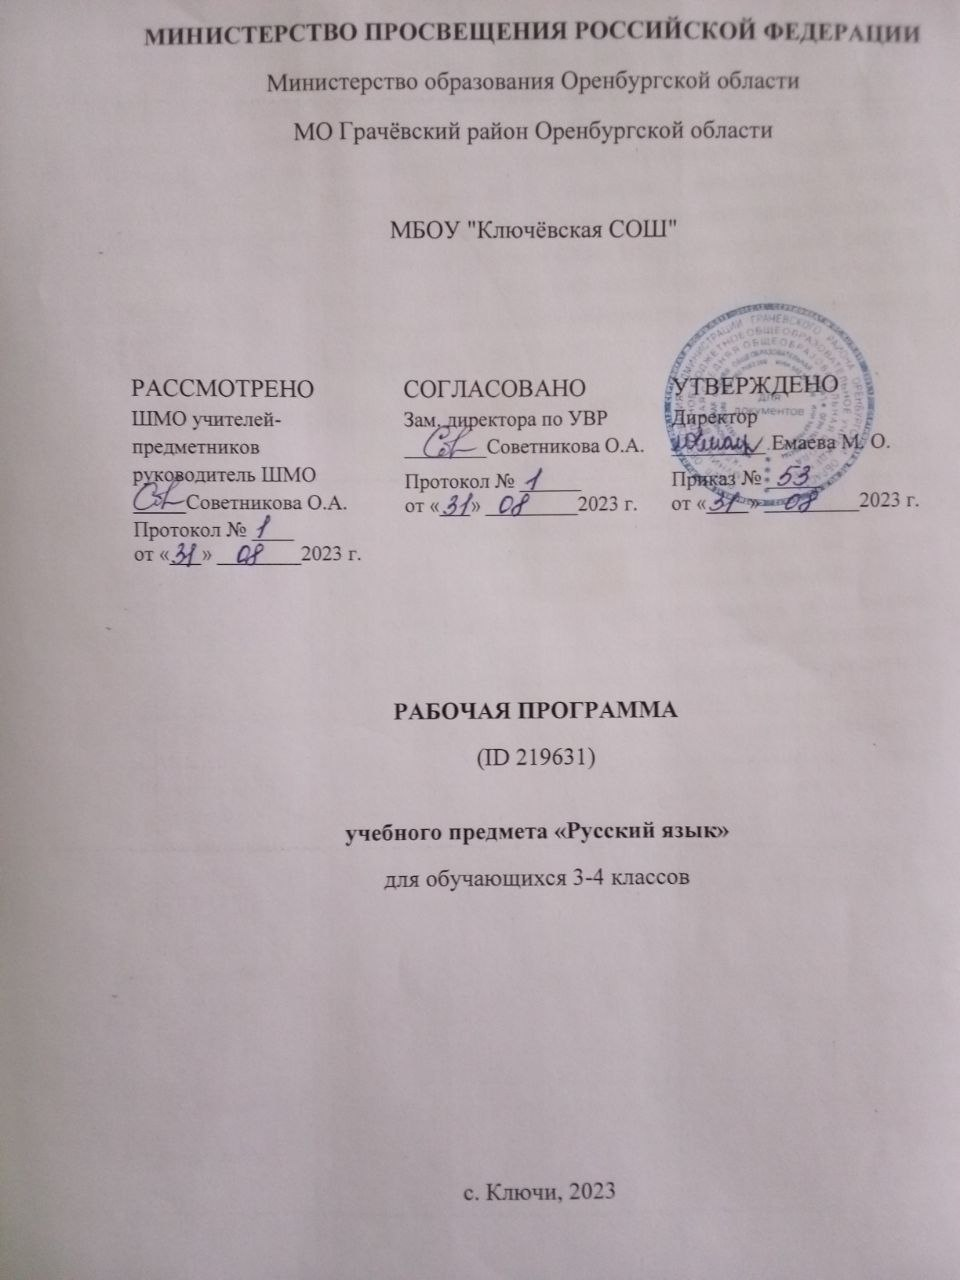 МИНИСТЕРСТВО ПРОСВЕЩЕНИЯ РОССИЙСКОЙ ФЕДЕРАЦИИ
Министерство образования Оренбургской области
МО Грачёвский район Оренбургской области
МБОУ "Ключёвская СОШ"
РАССМОТРЕНО
ШМО учителей-
предметников
руководитель ШМО
Советникова О.А.
Протокол № 1
от «31» 08 2023 г.
СОГЛАСОВАНО
Зам. директора по УВР
Советникова О.А.
Протокол № 1
от «31» 08 2023 г.
УТВЕРЖДЕНО
Директор
Емаева М. О.
Приказ № 53
от «31» 08 2023 г.
для
документов
РАБОЧАЯ ПРОГРАММА
(ID 219631)
учебного предмета «Русский язык»
для обучающихся 3-4 классов
с. Ключи, 2023